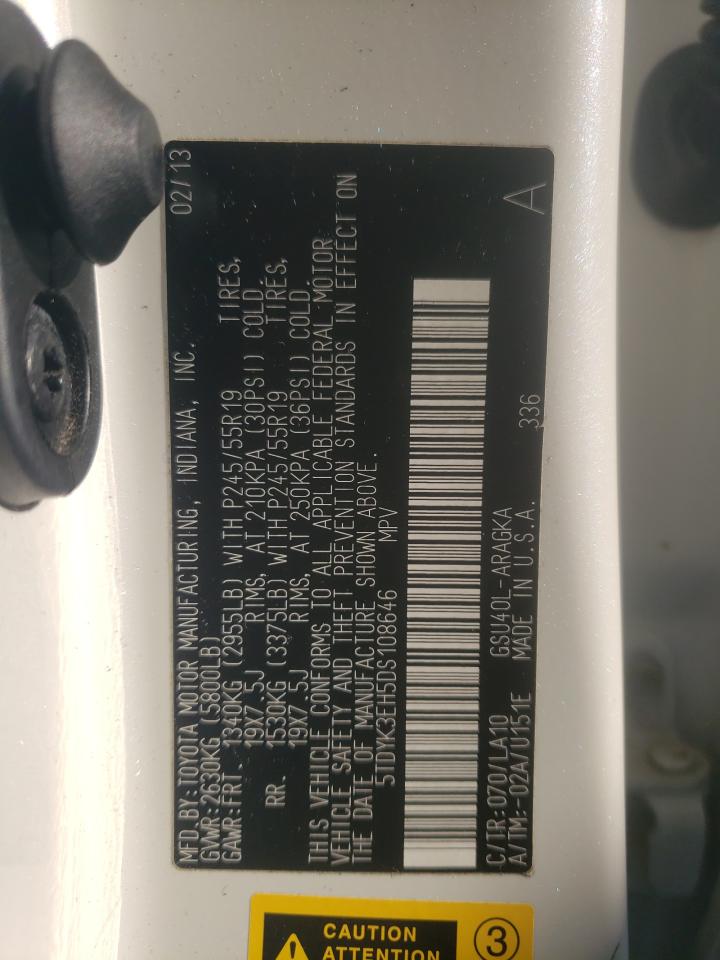 MFD. BY: TOYOTA MOTOR MANUFACTURING, INDIANA, INC. 02/13
GVWR: 2630KG (5800LB)
GAWR: FRT. 1340KG (2955LB) WITH P245/55R19 TIRES,
19X7.5J RIMS, AT 210KPA (30PSI) COLD.
RR. 1530KG (3375LB) WITH P245/55R19 TIRES,
19X7.5J RIMS, AT 250KPA (36PSI) COLD.
THIS VEHICLE CONFORMS TO ALL APPLICABLE FEDERAL MOTOR
VEHICLE SAFETY AND THEFT PREVENTION STANDARDS IN EFFECT ON
THE DATE OF MANUFACTURE SHOWN ABOVE.
5TDYK3EH5DS108646 MPV
A
C/TR: 070/LA10 GSU40L-ARAGKA 336
A/TM: -02A/U151E MADE IN U.S.A.
CAUTION
ATTENTION
3